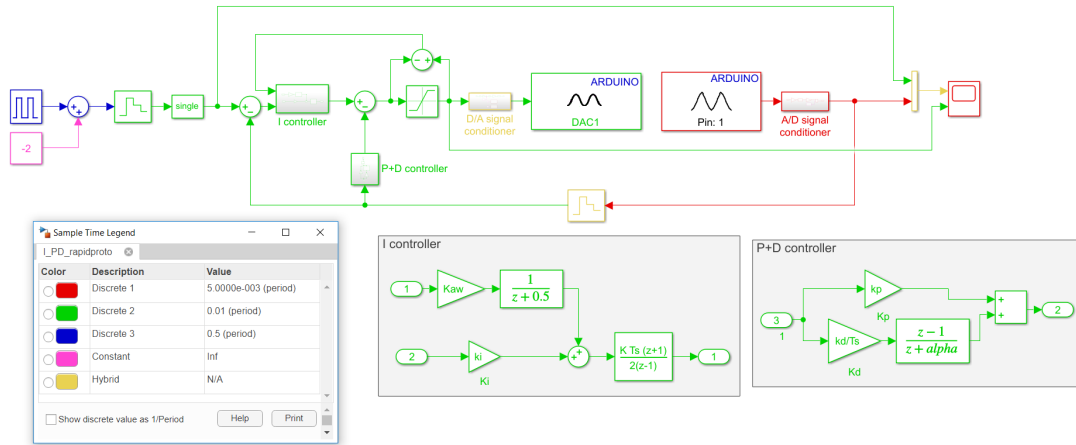 ARDUINO
DAC1
ARDUINO
Pin: 1
single
I controller
D/A signal
conditioner
A/D signal
conditioner
-2
P+D controller
Sample Time Legend
I_PD_rapidproto
Color Description Value
Discrete 1 5.0000e-003 (period)
Discrete 2 0.01 (period)
Discrete 3 0.5 (period)
Constant Inf
Hybrid N/A
Show discrete value as 1/Period
Help
Print
I controller
1
Kaw
1
z + 0.5
2
ki
Ki
K Ts (z+1)
2(z-1)
1
P+D controller
3
1
kp
Kp
kd/Ts
Kd
z − 1
z + alpha
2